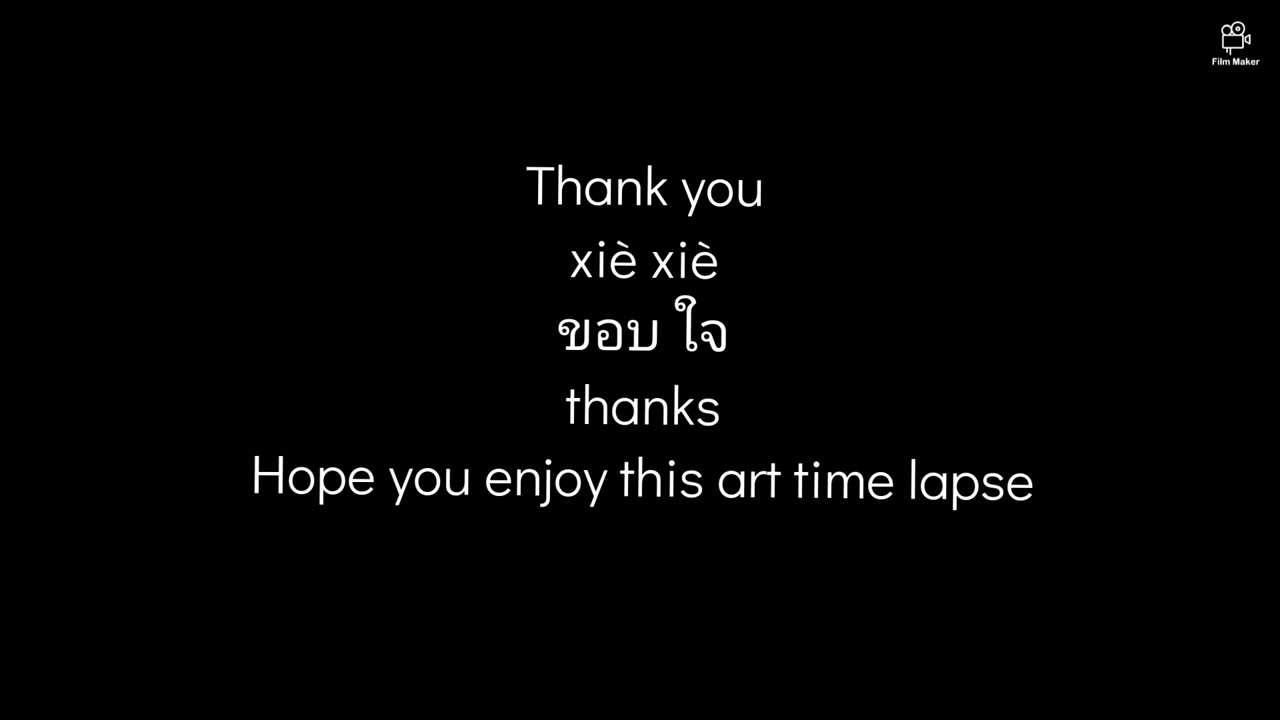 Film Maker
Thank you
xiè xiè
ขอบ ใจ
thanks
Hope you enjoy this art time lapse